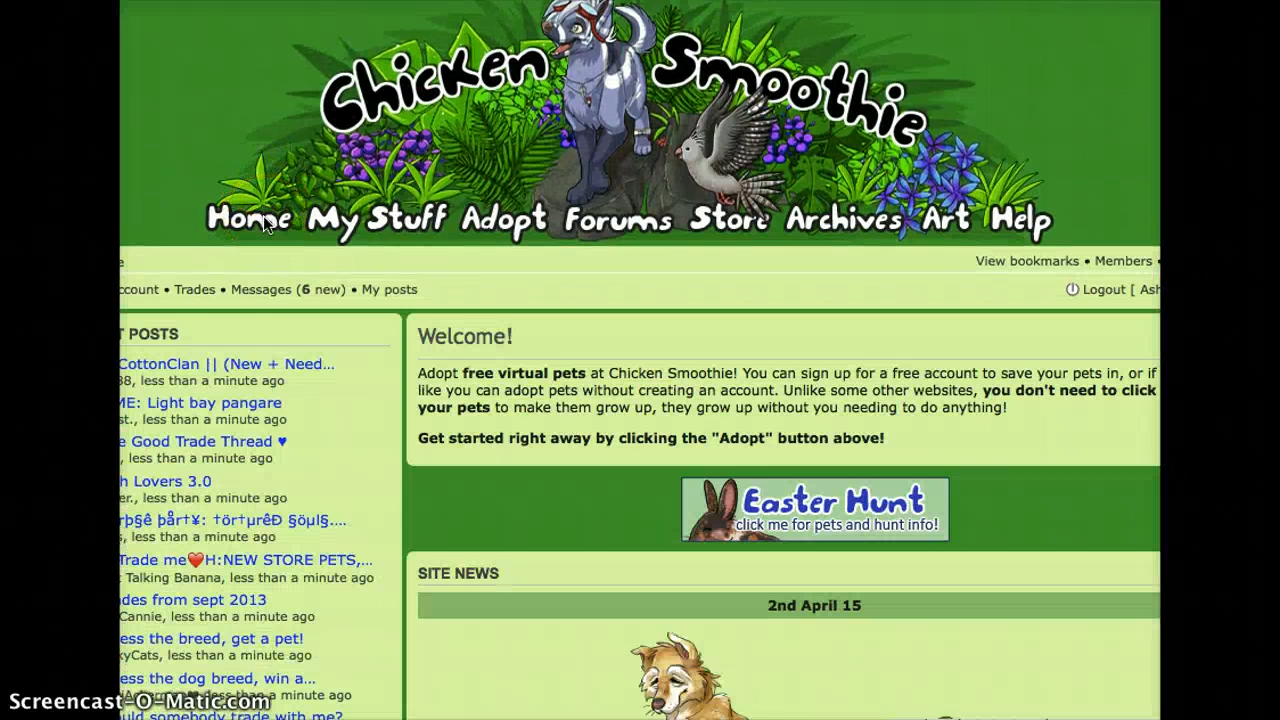 Chicken Smoothie
Home My Stuff Adopt Forums Store Archives Art Help
View bookmarks • Members •
ccount • Trades • Messages (6 new) • My posts
Logout [ Ash
T POSTS
CottonClan || (New + Need...
38, less than a minute ago
ME: Light bay pangare
st., less than a minute ago
e Good Trade Thread ♥
, less than a minute ago
h Lovers 3.0
er., less than a minute ago
rþ§ê þår†¥: †ör†µrêÐ §öµl§....
s, less than a minute ago
Trade me❤H:NEW STORE PETS,...
t Talking Banana, less than a minute ago
des from sept 2013
Cannie, less than a minute ago
ess the breed, get a pet!
xyCats, less than a minute ago
ess the dog breed, win a...
less than a minute ago
uld somebody trade with me?
Welcome!
Adopt free virtual pets at Chicken Smoothie! You can sign up for a free account to save your pets in, or if
like you can adopt pets without creating an account. Unlike some other websites, you don't need to click
your pets to make them grow up, they grow up without you needing to do anything!
Get started right away by clicking the "Adopt" button above!
Easter Hunt
click me for pets and hunt info!
SITE NEWS
2nd April 15
Screencast-O-Matic.com